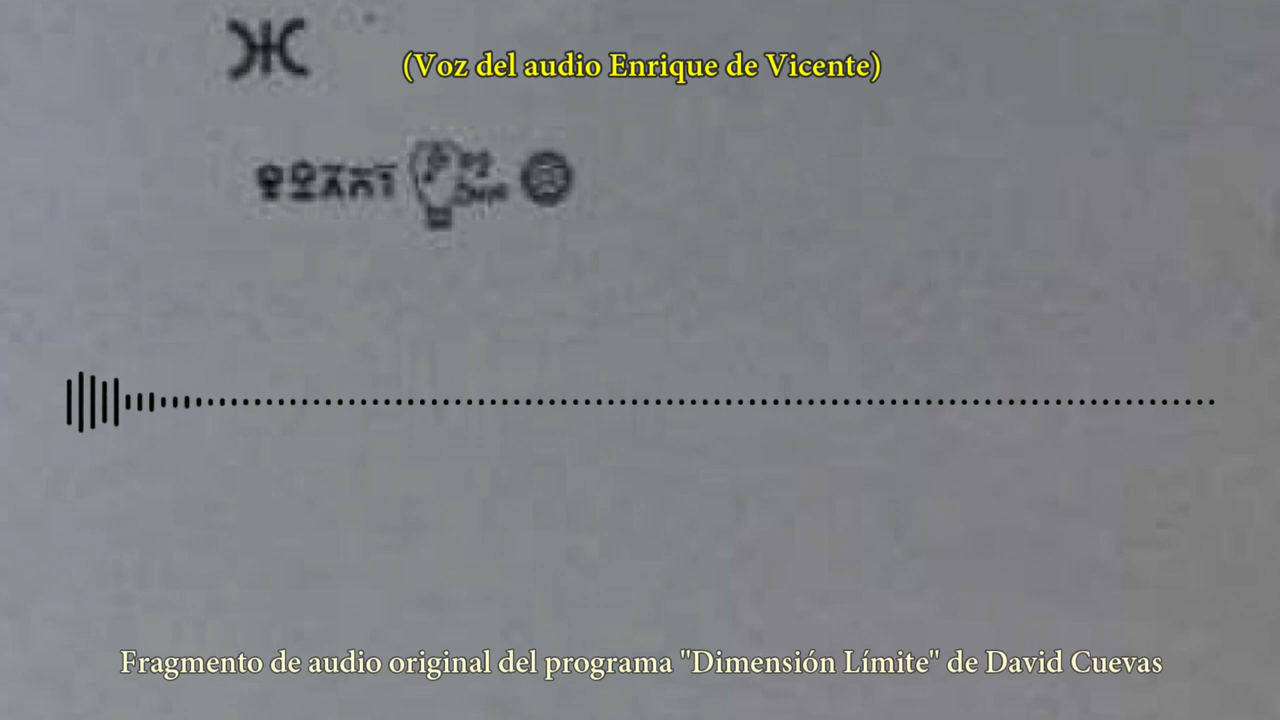 (Voz del audio Enrique de Vicente)
Fragmento de audio original del programa "Dimensión Límite" de David Cuevas